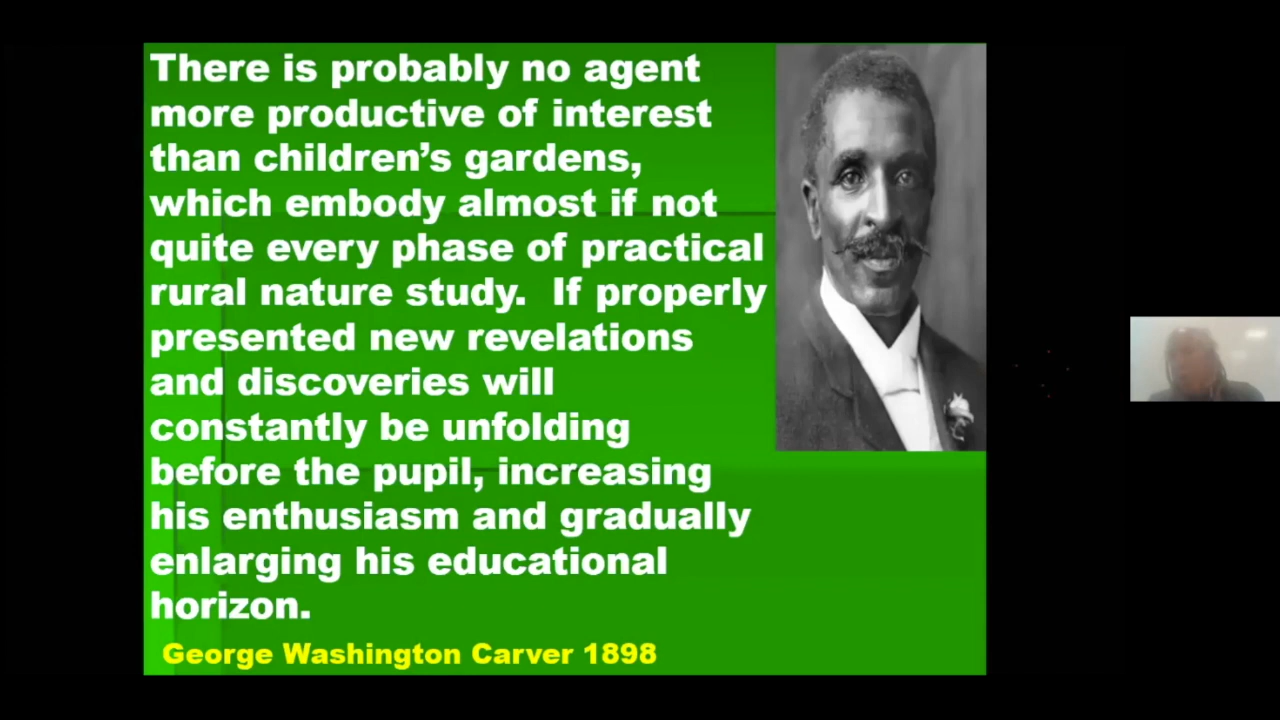 There is probably no agent
more productive of interest
than children’s gardens,
which embody almost if not
quite every phase of practical
rural nature study.  If properly
presented new revelations
and discoveries will
constantly be unfolding
before the pupil, increasing
his enthusiasm and gradually
enlarging his educational
horizon.
George Washington Carver 1898